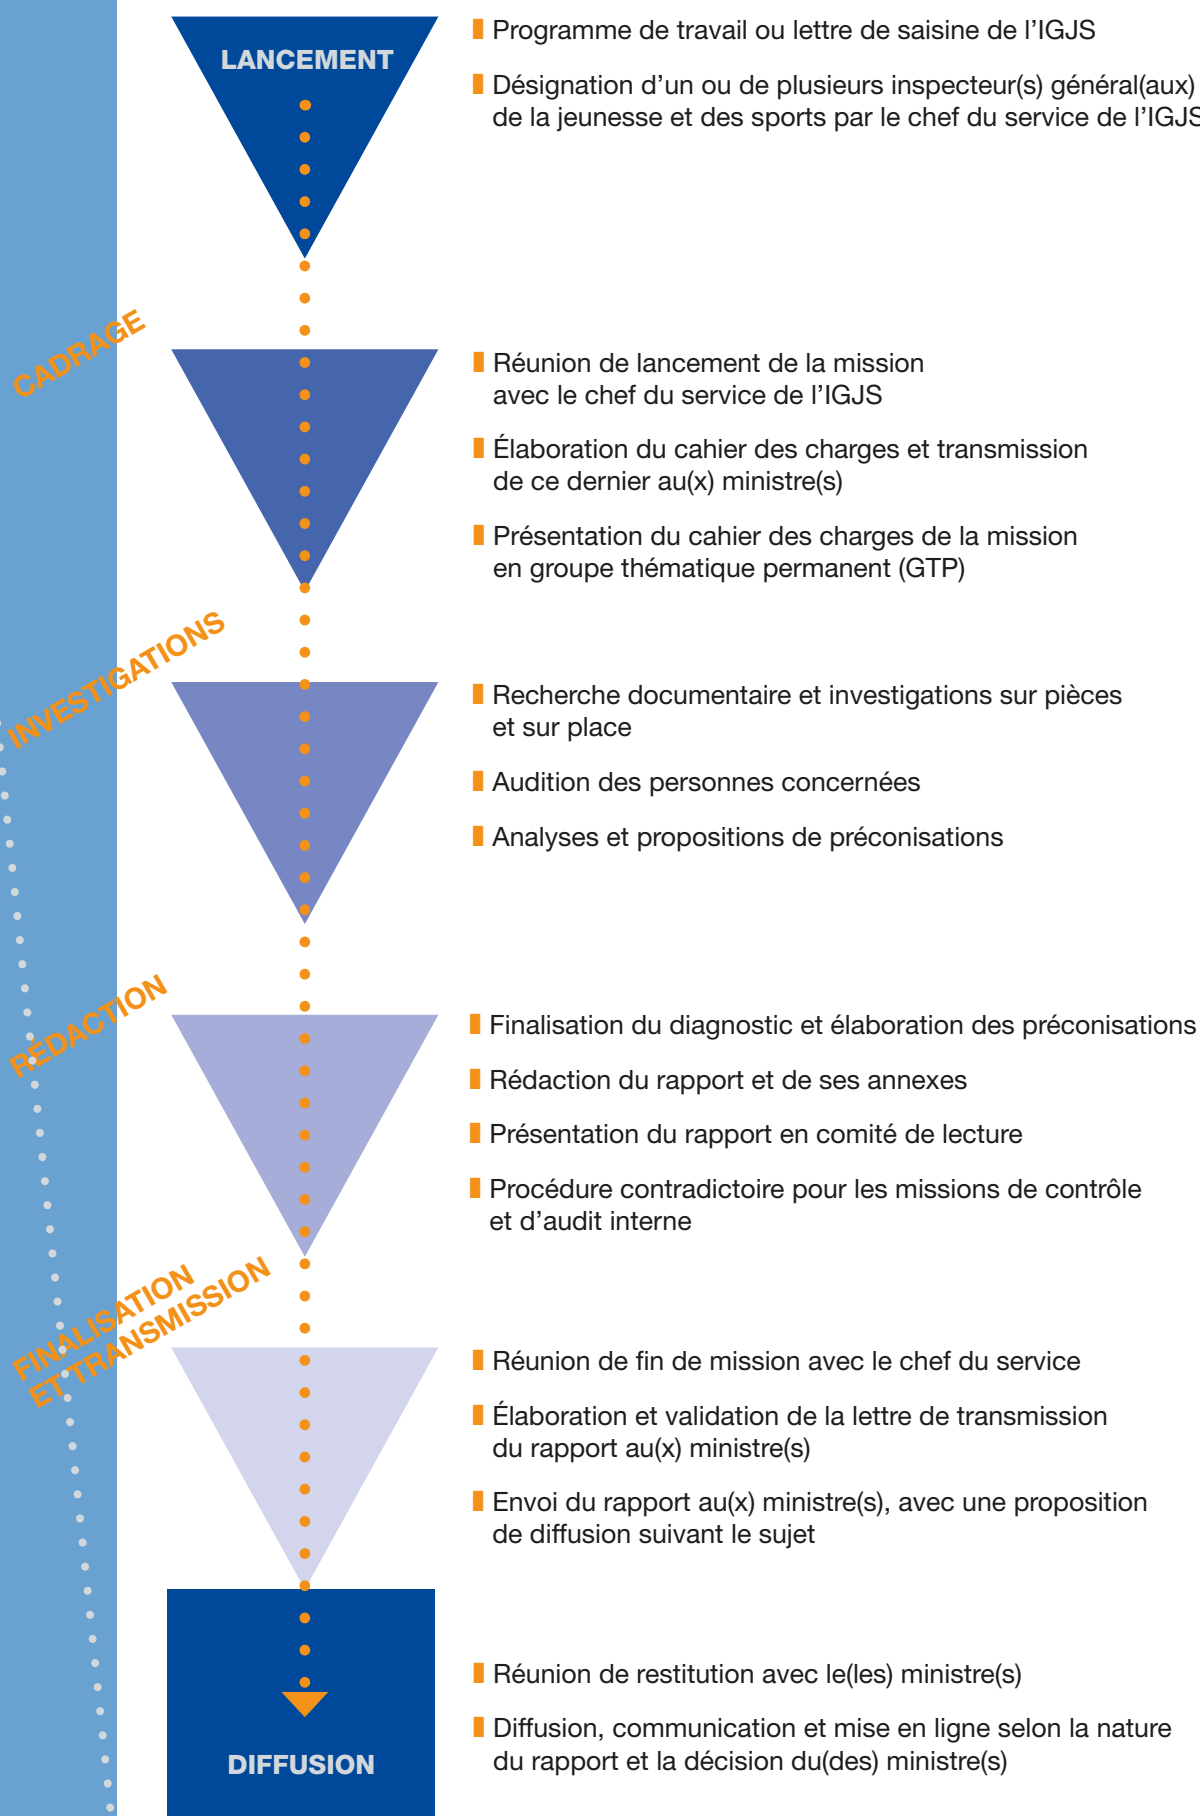 LANCEMENT
Programme de travail ou lettre de saisine de l’IGJS
Désignation d’un ou de plusieurs inspecteur(s) général(aux)
de la jeunesse et des sports par le chef du service de l’IGJS
CADRAGE
Réunion de lancement de la mission
avec le chef du service de l’IGJS
Élaboration du cahier des charges et transmission
de ce dernier au(x) ministre(s)
Présentation du cahier des charges de la mission
en groupe thématique permanent (GTP)
INVESTIGATIONS
Recherche documentaire et investigations sur pièces
et sur place
Audition des personnes concernées
Analyses et propositions de préconisations
RÉDACTION
Finalisation du diagnostic et élaboration des préconisations
Rédaction du rapport et de ses annexes
Présentation du rapport en comité de lecture
Procédure contradictoire pour les missions de contrôle
et d’audit interne
FINALISATION
ET TRANSMISSION
Réunion de fin de mission avec le chef du service
Élaboration et validation de la lettre de transmission
du rapport au(x) ministre(s)
Envoi du rapport au(x) ministre(s), avec une proposition
de diffusion suivant le sujet
DIFFUSION
Réunion de restitution avec le(les) ministre(s)
Diffusion, communication et mise en ligne selon la nature
du rapport et la décision du(des) ministre(s)